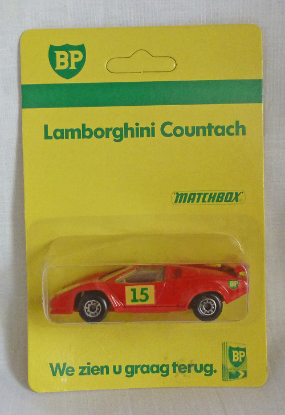 BP
Lamborghini Countach
MATCHBOX
15
We zien u graag terug.
BP